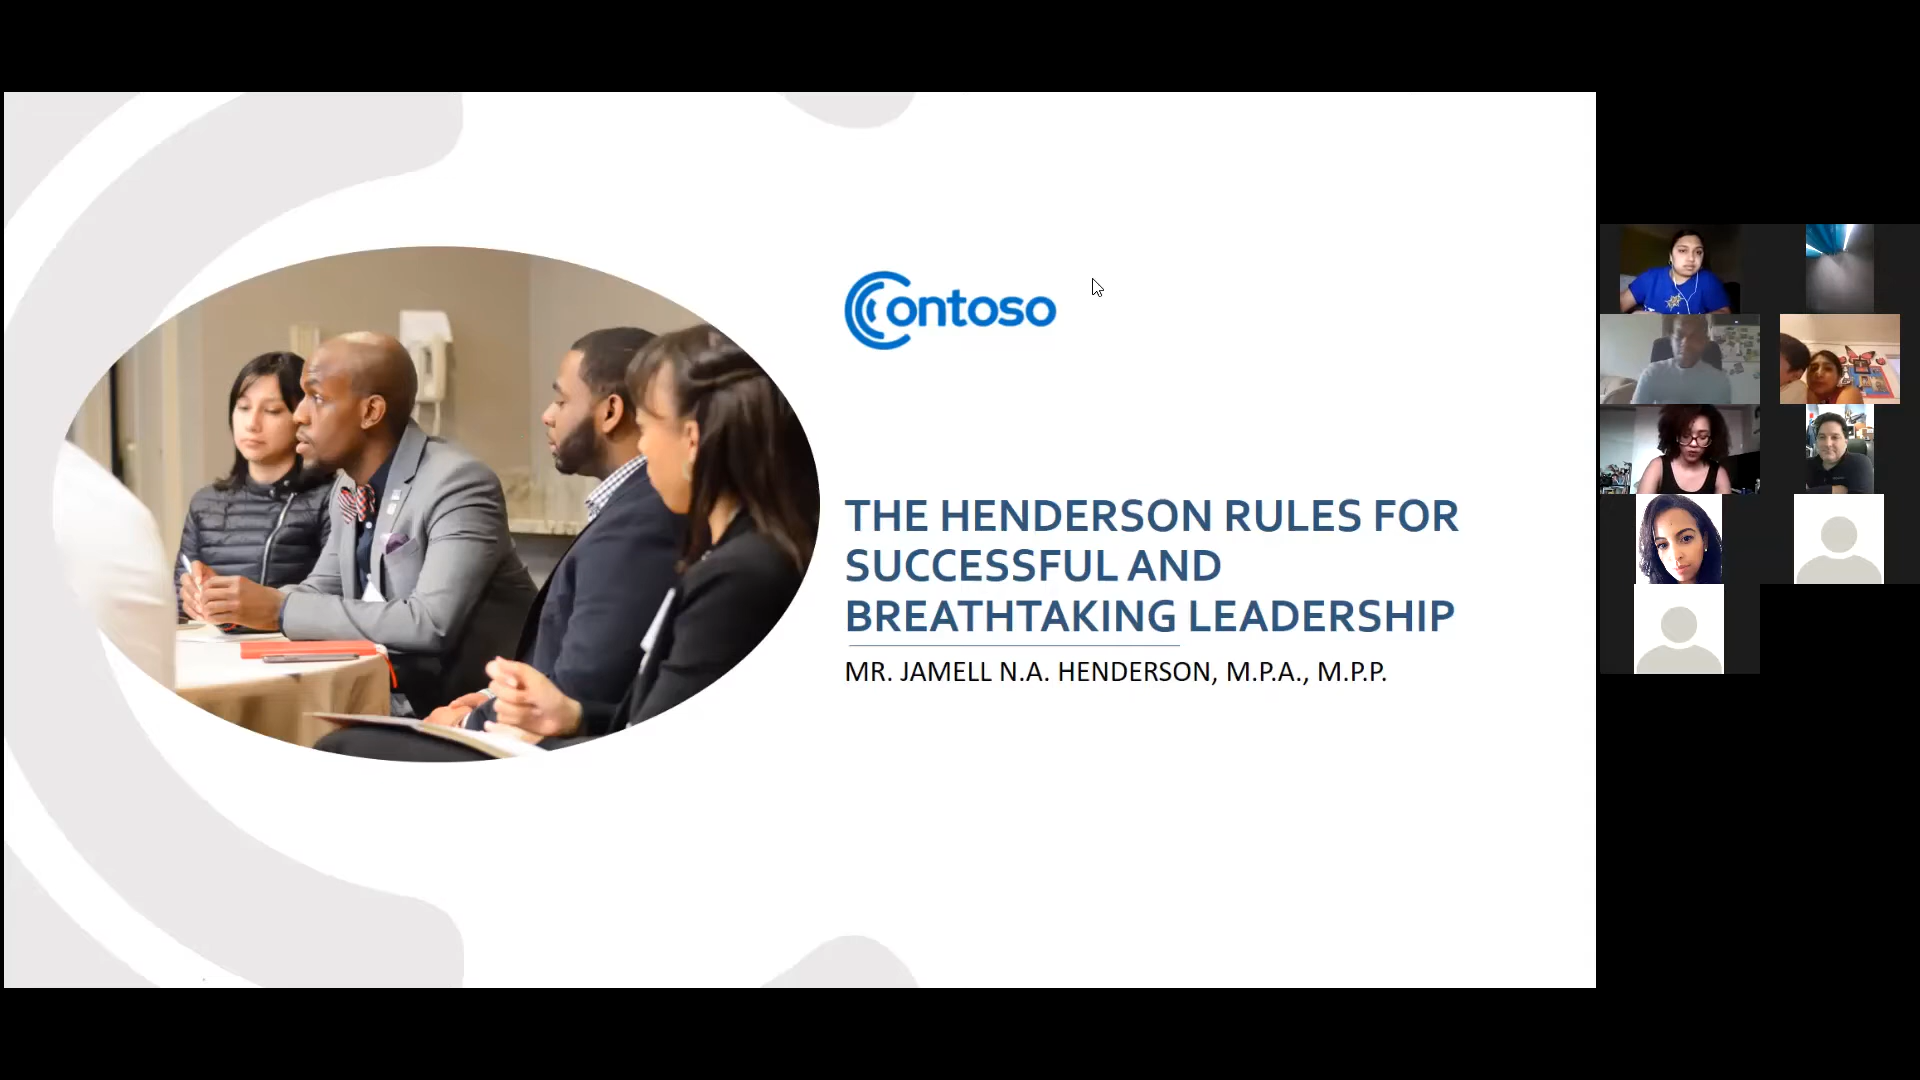 Contoso
THE HENDERSON RULES FOR
SUCCESSFUL AND
BREATHTAKING LEADERSHIP
MR. JAMELL N.A. HENDERSON, M.P.A., M.P.P.